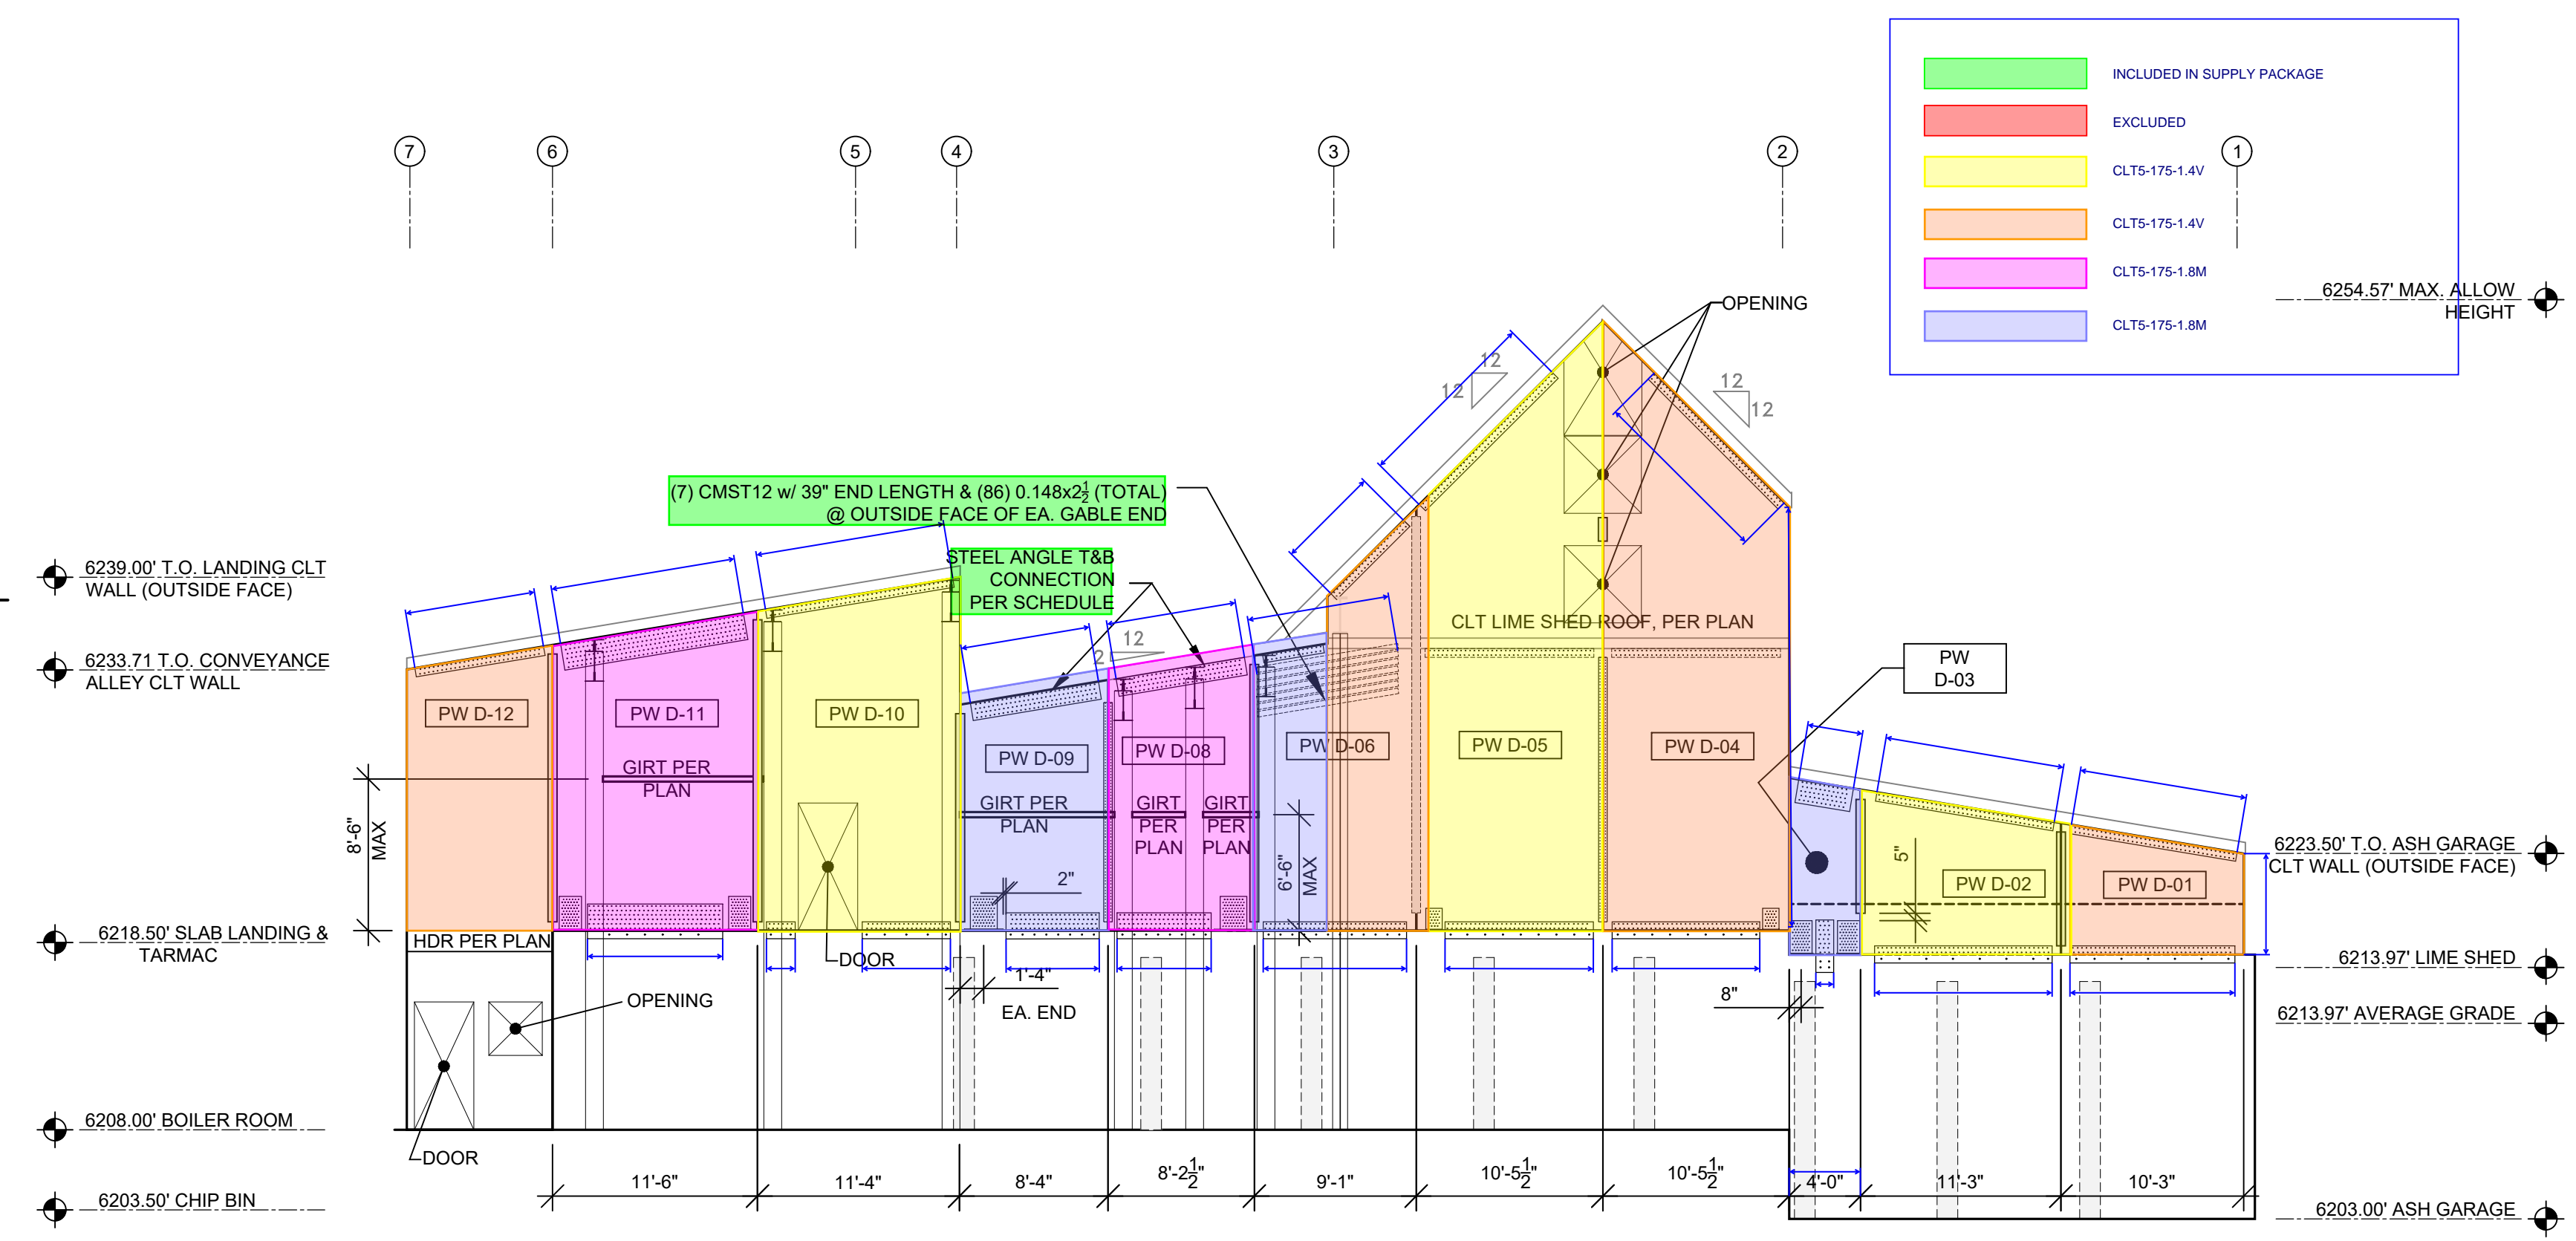 INCLUDED IN SUPPLY PACKAGE
EXCLUDED
CLT5-175-1.4V
CLT5-175-1.4V
CLT5-175-1.8M
CLT5-175-1.8M
7
6
5
4
3
2
1
6254.57' MAX. ALLOW
HEIGHT
OPENING
12
12
12
12
(7) CMST12 w/ 39" END LENGTH & (86) 0.148x2½ (TOTAL)
@ OUTSIDE FACE OF EA. GABLE END
STEEL ANGLE T&B
CONNECTION
PER SCHEDULE
6239.00' T.O. LANDING CLT
WALL (OUTSIDE FACE)
12
2
CLT LIME SHED ROOF, PER PLAN
6233.71 T.O. CONVEYANCE
ALLEY CLT WALL
PW
D-03
PW D-12
PW D-11
PW D-10
PW D-09
PW D-08
PW D-06
PW D-05
PW D-04
GIRT PER
PLAN
GIRT PER
PLAN
GIRT
PER
PLAN
GIRT
PER
PLAN
8'-6"
MAX
6'-6"
MAX
2"
5"
PW D-02
PW D-01
6223.50' T.O. ASH GARAGE
CLT WALL (OUTSIDE FACE)
6218.50' SLAB LANDING &
TARMAC
HDR PER PLAN
DOOR
1'-4"
EA. END
8"
6213.97' LIME SHED
OPENING
6213.97' AVERAGE GRADE
6208.00' BOILER ROOM
DOOR
11'-6"
11'-4"
8'-4"
8'-2½"
9'-1"
10'-5½"
10'-5½"
4'-0"
11'-3"
10'-3"
6203.50' CHIP BIN
6203.00' ASH GARAGE